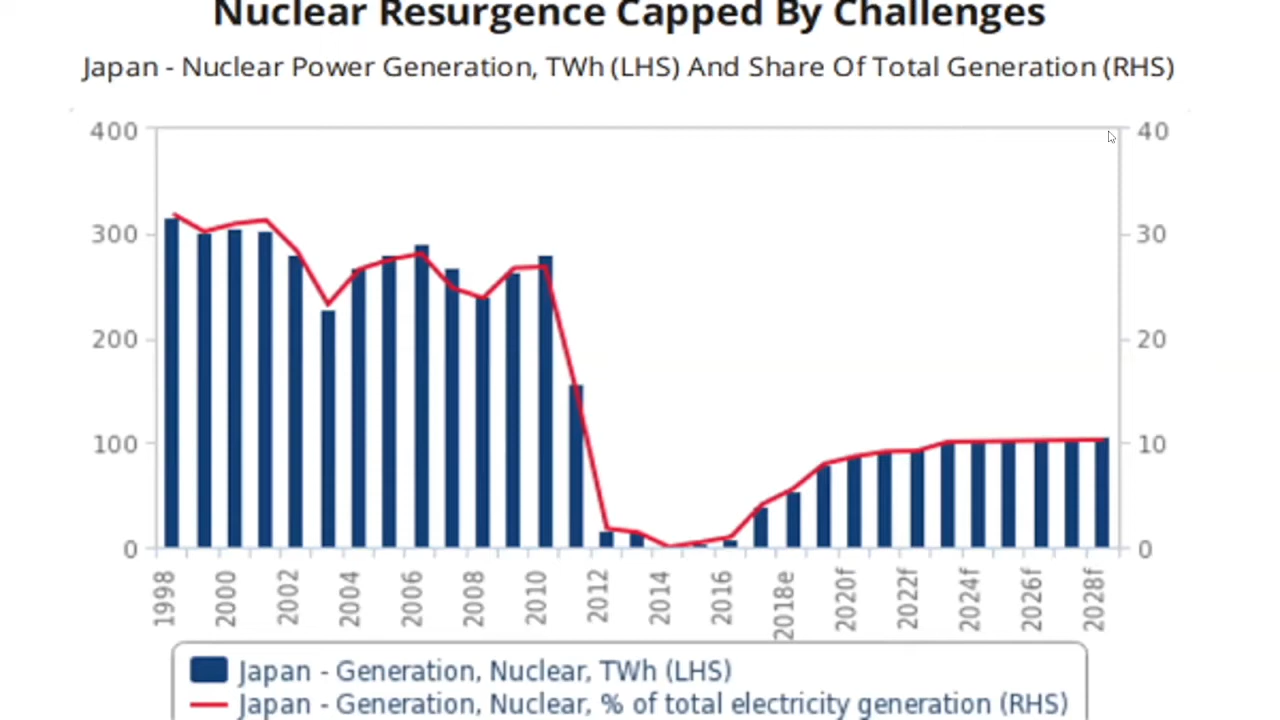 Nuclear Resurgence Capped By Challenges
Japan - Nuclear Power Generation, TWh (LHS) And Share Of Total Generation (RHS)
400 40
300 30
200 20
100 10
0 0
1998 2000 2002 2004 2006 2008 2010 2012 2014 2016 2018e 2020f 2022f 2024f 2026f 2028f
Japan - Generation, Nuclear, TWh (LHS)
Japan - Generation, Nuclear, % of total electricity generation (RHS)